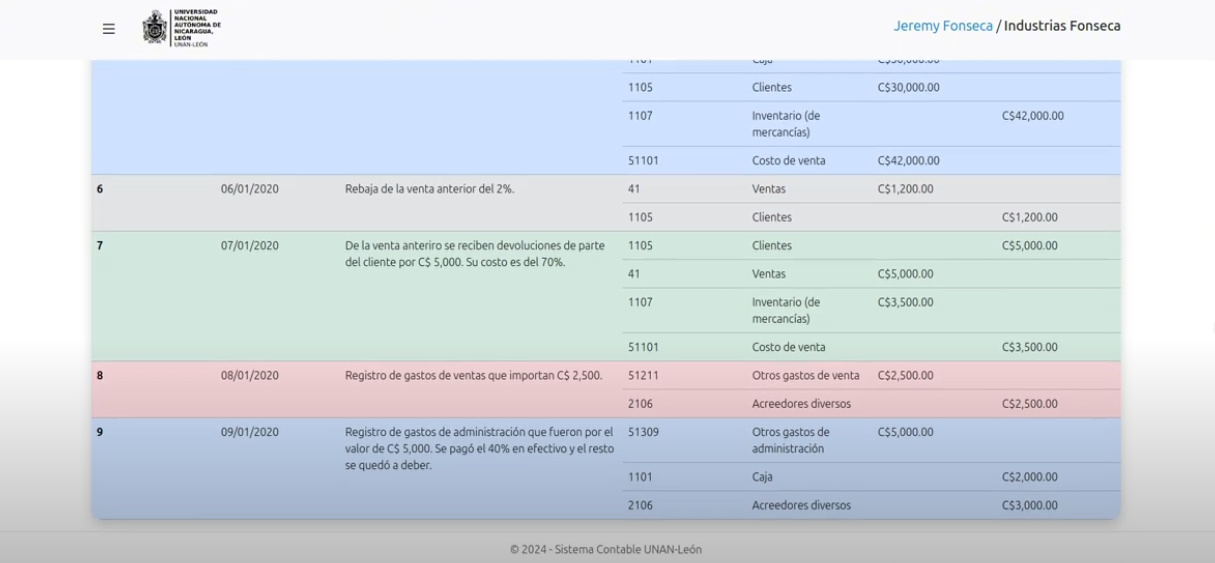 UNIVERSIDAD
NACIONAL
AUTÓNOMA DE
NICARAGUA,
LEÓN
UNAN-LEÓN
Jeremy Fonseca / Industrias Fonseca
1101 Caja C$30,000.00
1105 Clientes C$30,000.00
1107 Inventario (de C$42,000.00
mercancías)
51101 Costo de venta C$42,000.00
6 06/01/2020 Rebaja de la venta anterior del 2%. 41 Ventas C$1,200.00
1105 Clientes C$1,200.00
7 07/01/2020 De la venta anteriro se reciben devoluciones de parte 1105 Clientes C$5,000.00
del cliente por C$ 5,000. Su costo es del 70%.
41 Ventas C$5,000.00
1107 Inventario (de C$3,500.00
mercancías)
51101 Costo de venta C$3,500.00
8 08/01/2020 Registro de gastos de ventas que importan C$ 2,500. 51211 Otros gastos de venta C$2,500.00
2106 Acreedores diversos C$2,500.00
9 09/01/2020 Registro de gastos de administración que fueron por el 51309 Otros gastos de C$5,000.00
valor de C$ 5,000. Se pagó el 40% en efectivo y el resto administración
se quedó a deber.
1101 Caja C$2,000.00
2106 Acreedores diversos C$3,000.00
© 2024 - Sistema Contable UNAN-León